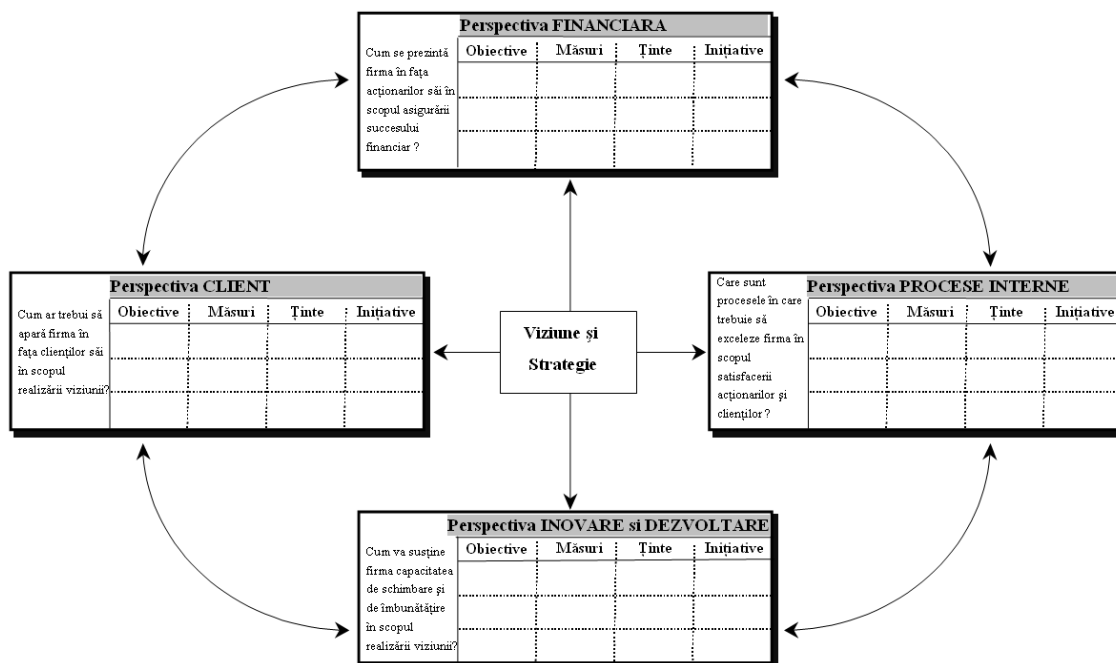 Perspectiva FINANCIARA
Cum se prezintă
firma în fața
acționarilor săi în
scopul asigurării
succesului
financiar ?
Obiective Măsuri Ținte Inițiative
Perspectiva CLIENT
Cum ar trebui să
apară firma în
fața clienților săi
în scopul
realizării viziunii?
Obiective Măsuri Ținte Inițiative
Viziune și
Strategie
Perspectiva PROCESE INTERNE
Care sunt
procesele în care
trebuie să
exceleze firma în
scopul
satisfacerii
acționarilor și
clienților ?
Obiective Măsuri Ținte Inițiative
Perspectiva INOVARE si DEZVOLTARE
Cum va susține
firma capacitatea
de schimbare și
de îmbunătățire
în scopul
realizării viziunii?
Obiective Măsuri Ținte Inițiative